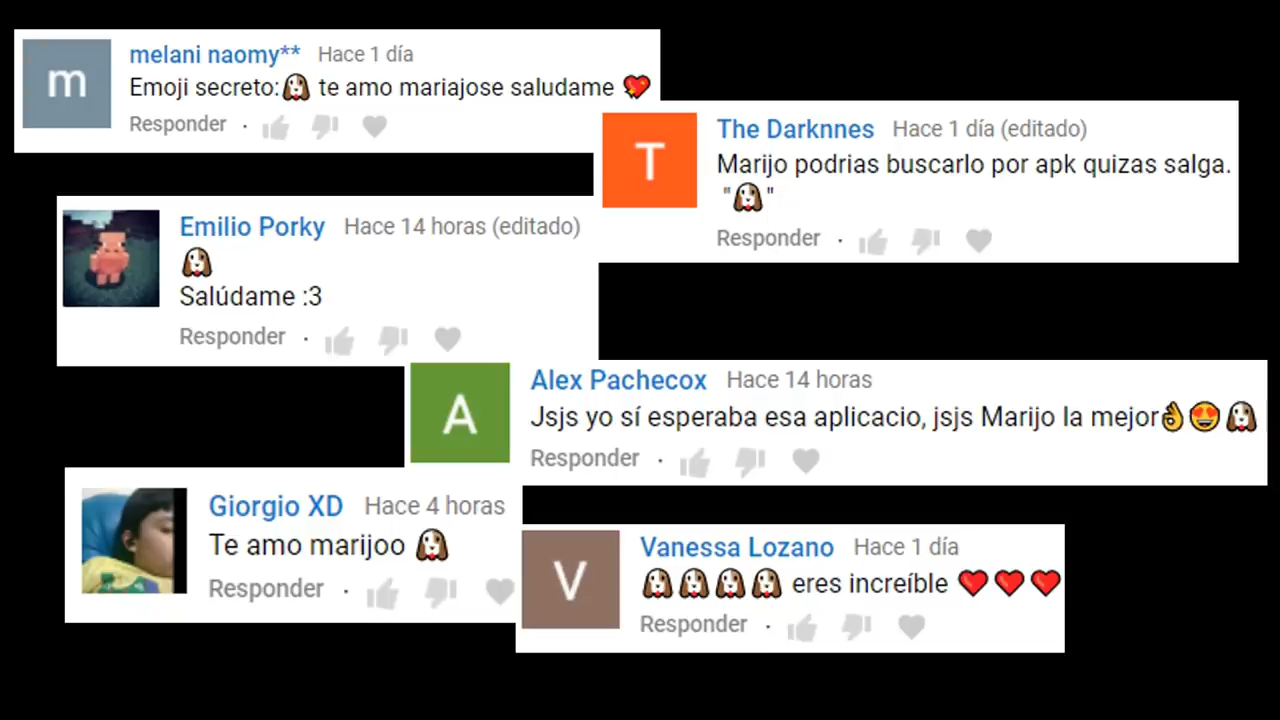 m
melani naomy** Hace 1 día
Emoji secreto:🐶 te amo mariajose saludame 💖
Responder ·
T
The Darknnes Hace 1 día (editado)
Marijo podrias buscarlo por apk quizas salga.
"🐶"
Responder ·
Emilio Porky Hace 14 horas (editado)
🐶
Salúdame :3
Responder ·
A
Alex Pachecox Hace 14 horas
Jsjs yo sí esperaba esa aplicacio, jsjs Marijo la mejor👌😍🐶
Responder ·
Giorgio XD Hace 4 horas
Te amo marijoo 🐶
Responder ·
V
Vanessa Lozano Hace 1 día
🐶🐶🐶🐶 eres increíble ❤❤❤
Responder ·